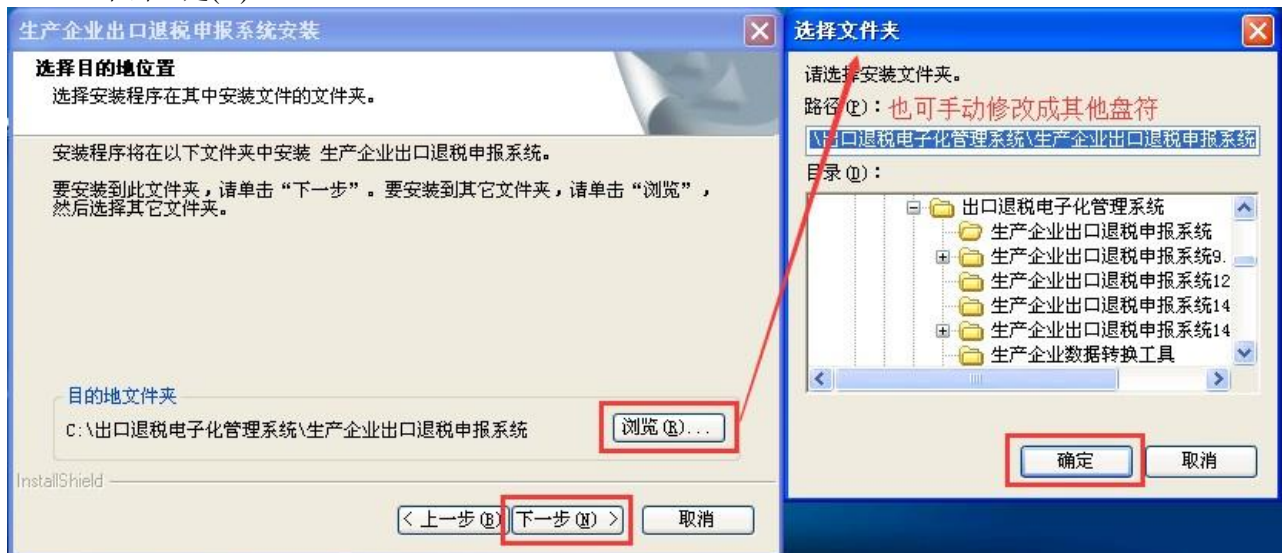 生产企业出口退税申报系统安装
选择目的地位置
选择安装程序在其中安装文件的文件夹。
安装程序将在以下文件夹中安装 生产企业出口退税申报系统。
要安装到此文件夹，请单击“下一步”。要安装到其它文件夹，请单击“浏览”，
然后选择其它文件夹。
目的地文件夹
C:\出口退税电子化管理系统\生产企业出口退税申报系统
浏览(R)...
InstallShield
< 上一步(B)
下一步(N) >
取消
选择文件夹
请选择安装文件夹。
路径(P)：也可手动修改成其他盘符
\出口退税电子化管理系统\生产企业出口退税申报系统
目录(D)：
出口退税电子化管理系统
生产企业出口退税申报系统
生产企业出口退税申报系统9.
生产企业出口退税申报系统12
生产企业出口退税申报系统14
生产企业出口退税申报系统14
生产企业数据转换工具
确定
取消